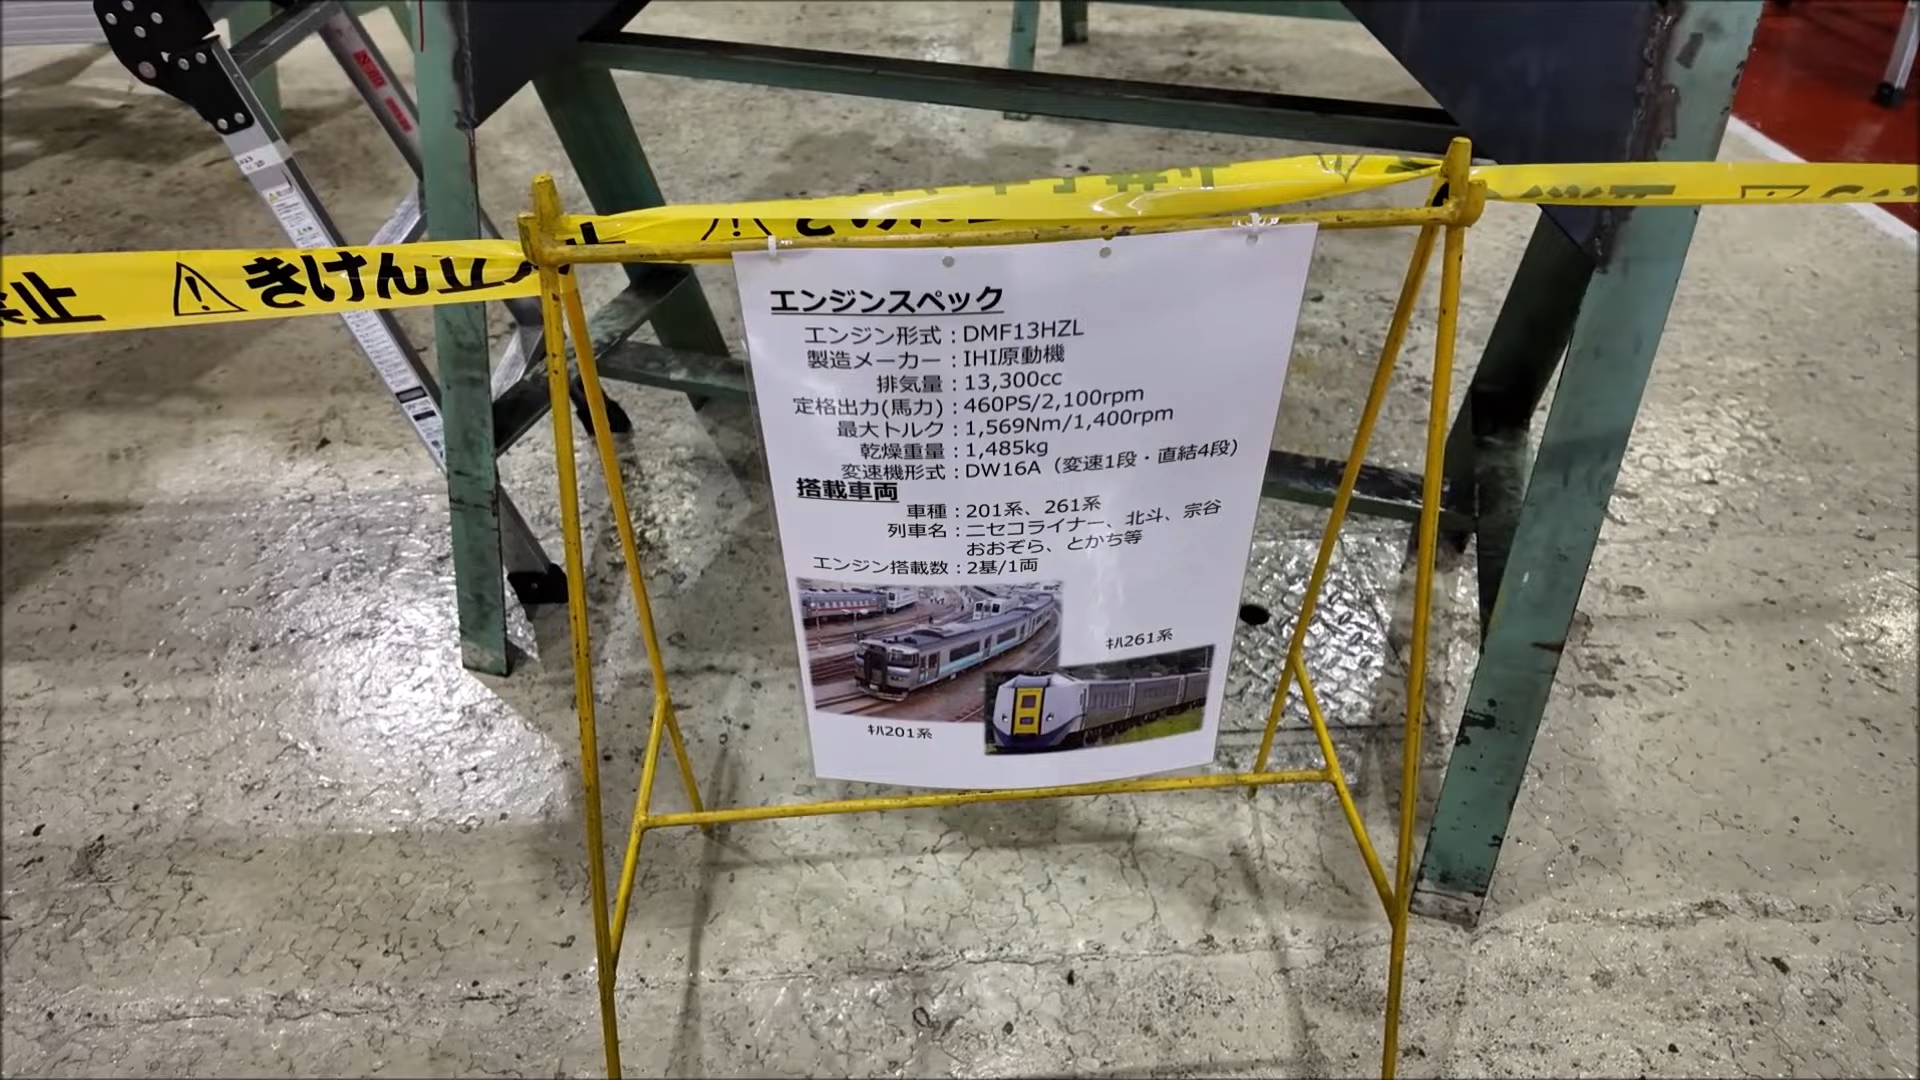 禁止 ⚠ きけん立
エンジンスペック
エンジン形式：DMF13HZL
製造メーカー：IHI原動機
排気量：13,300cc
定格出力(馬力)：460PS/2,100rpm
最大トルク：1,569Nm/1,400rpm
乾燥重量：1,485kg
変速機形式：DW16A（変速1段・直結4段）
搭載車両
車種：201系、261系
列車名：ニセコライナー、北斗、宗谷
おおぞら、とかち等
エンジン搭載数：2基/1両
ｷﾊ261系
ｷﾊ201系